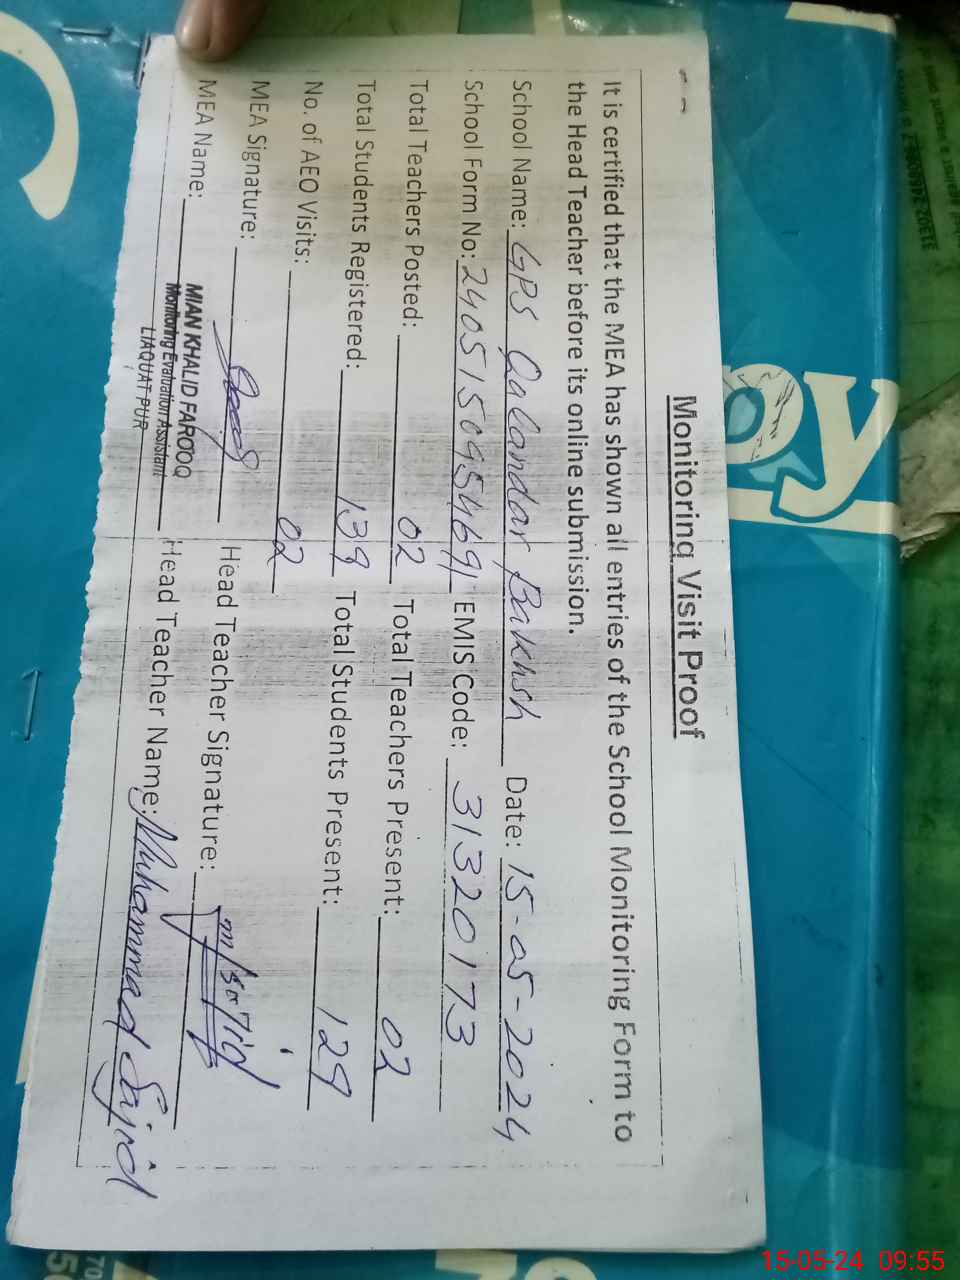 Monitoring Visit Proof
It is certified that the MEA has shown all entries of the School Monitoring Form to
the Head Teacher before its online submission.
School Name: GPS Qalandar Bakhsh Date: 15-05-2024
School Form No: 2405150954691 EMIS Code: 31320173
Total Teachers Posted: 02 Total Teachers Present: 02
Total Students Registered: 138 Total Students Present: 129
No. of AEO Visits: 02
MEA Signature: Head Teacher Signature:
MEA Name: Head Teacher Name: Muhammad Sajid
MIAN KHALID FAROOQ
Monitoring Evaluation Assistant
LIAQUAT PUR
py
15-05-24 09:55